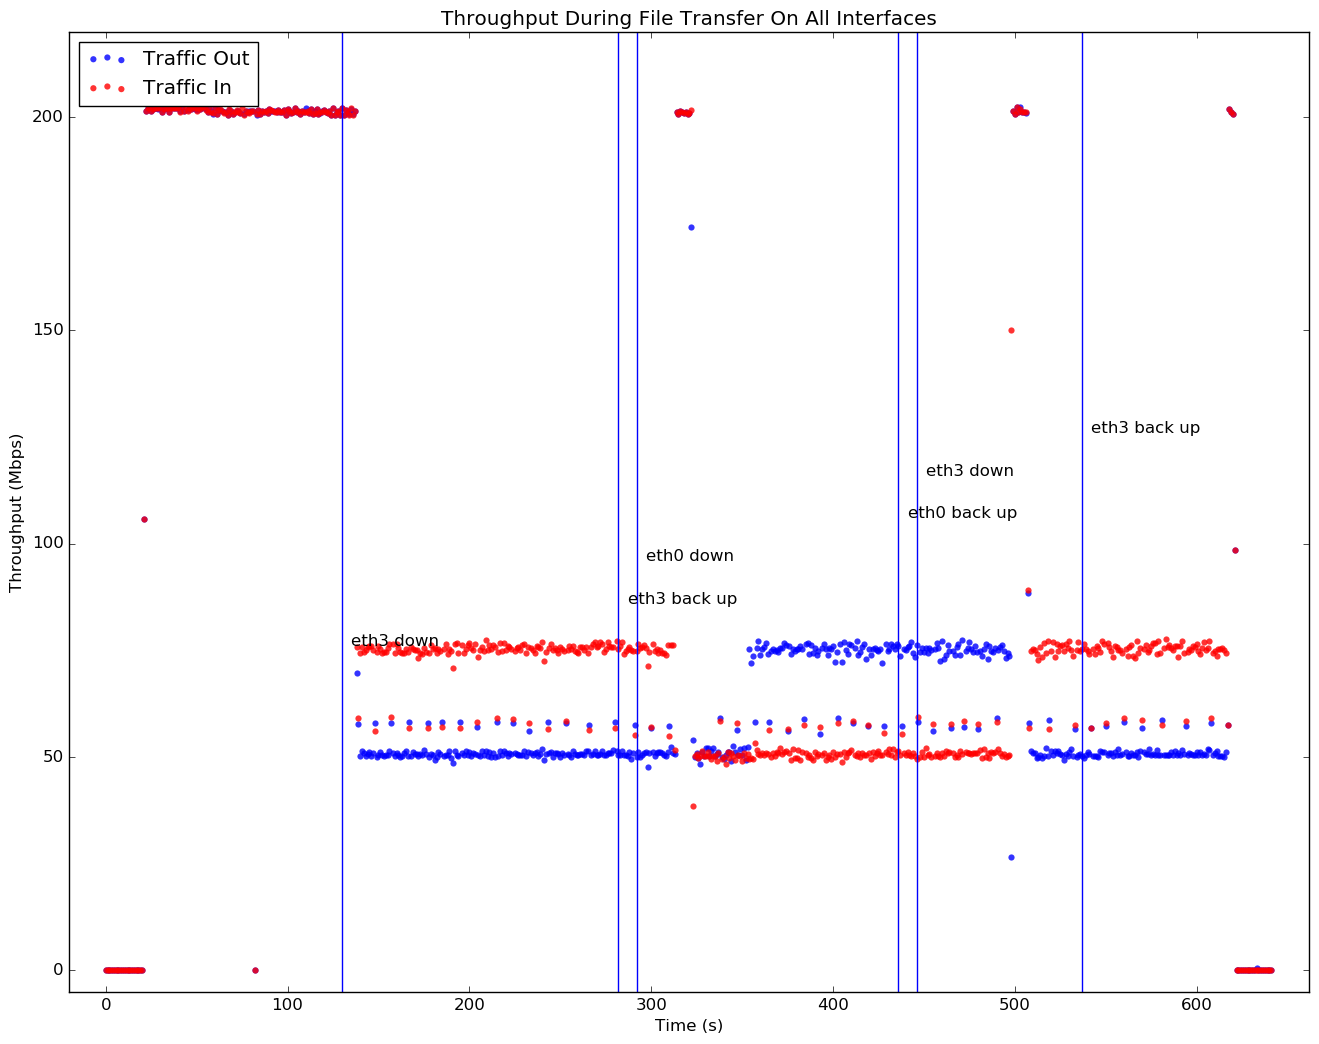 Throughput During File Transfer On All Interfaces
Traffic Out
Traffic In
200
150
100
50
0
Throughput (Mbps)
eth3 back up
eth3 down
eth0 back up
eth0 down
eth3 back up
eth3 down
0
100
200
300
400
500
600
Time (s)